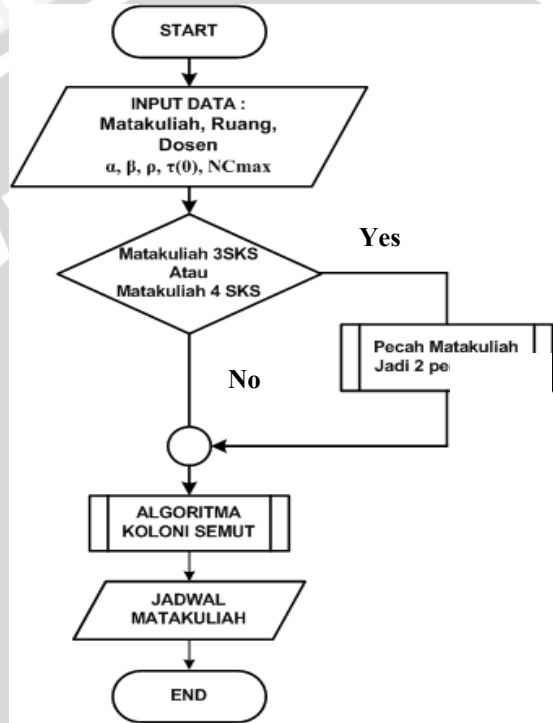 START
INPUT DATA :
Matakuliah, Ruang,
Dosen
α, β, ρ, τ(0), NCmax
Matakuliah 3SKS
Atau
Matakuliah 4 SKS
Yes
Pecah Matakuliah
Jadi 2
No
ALGORITMA
KOLONI SEMUT
JADWAL
MATAKULIAH
END